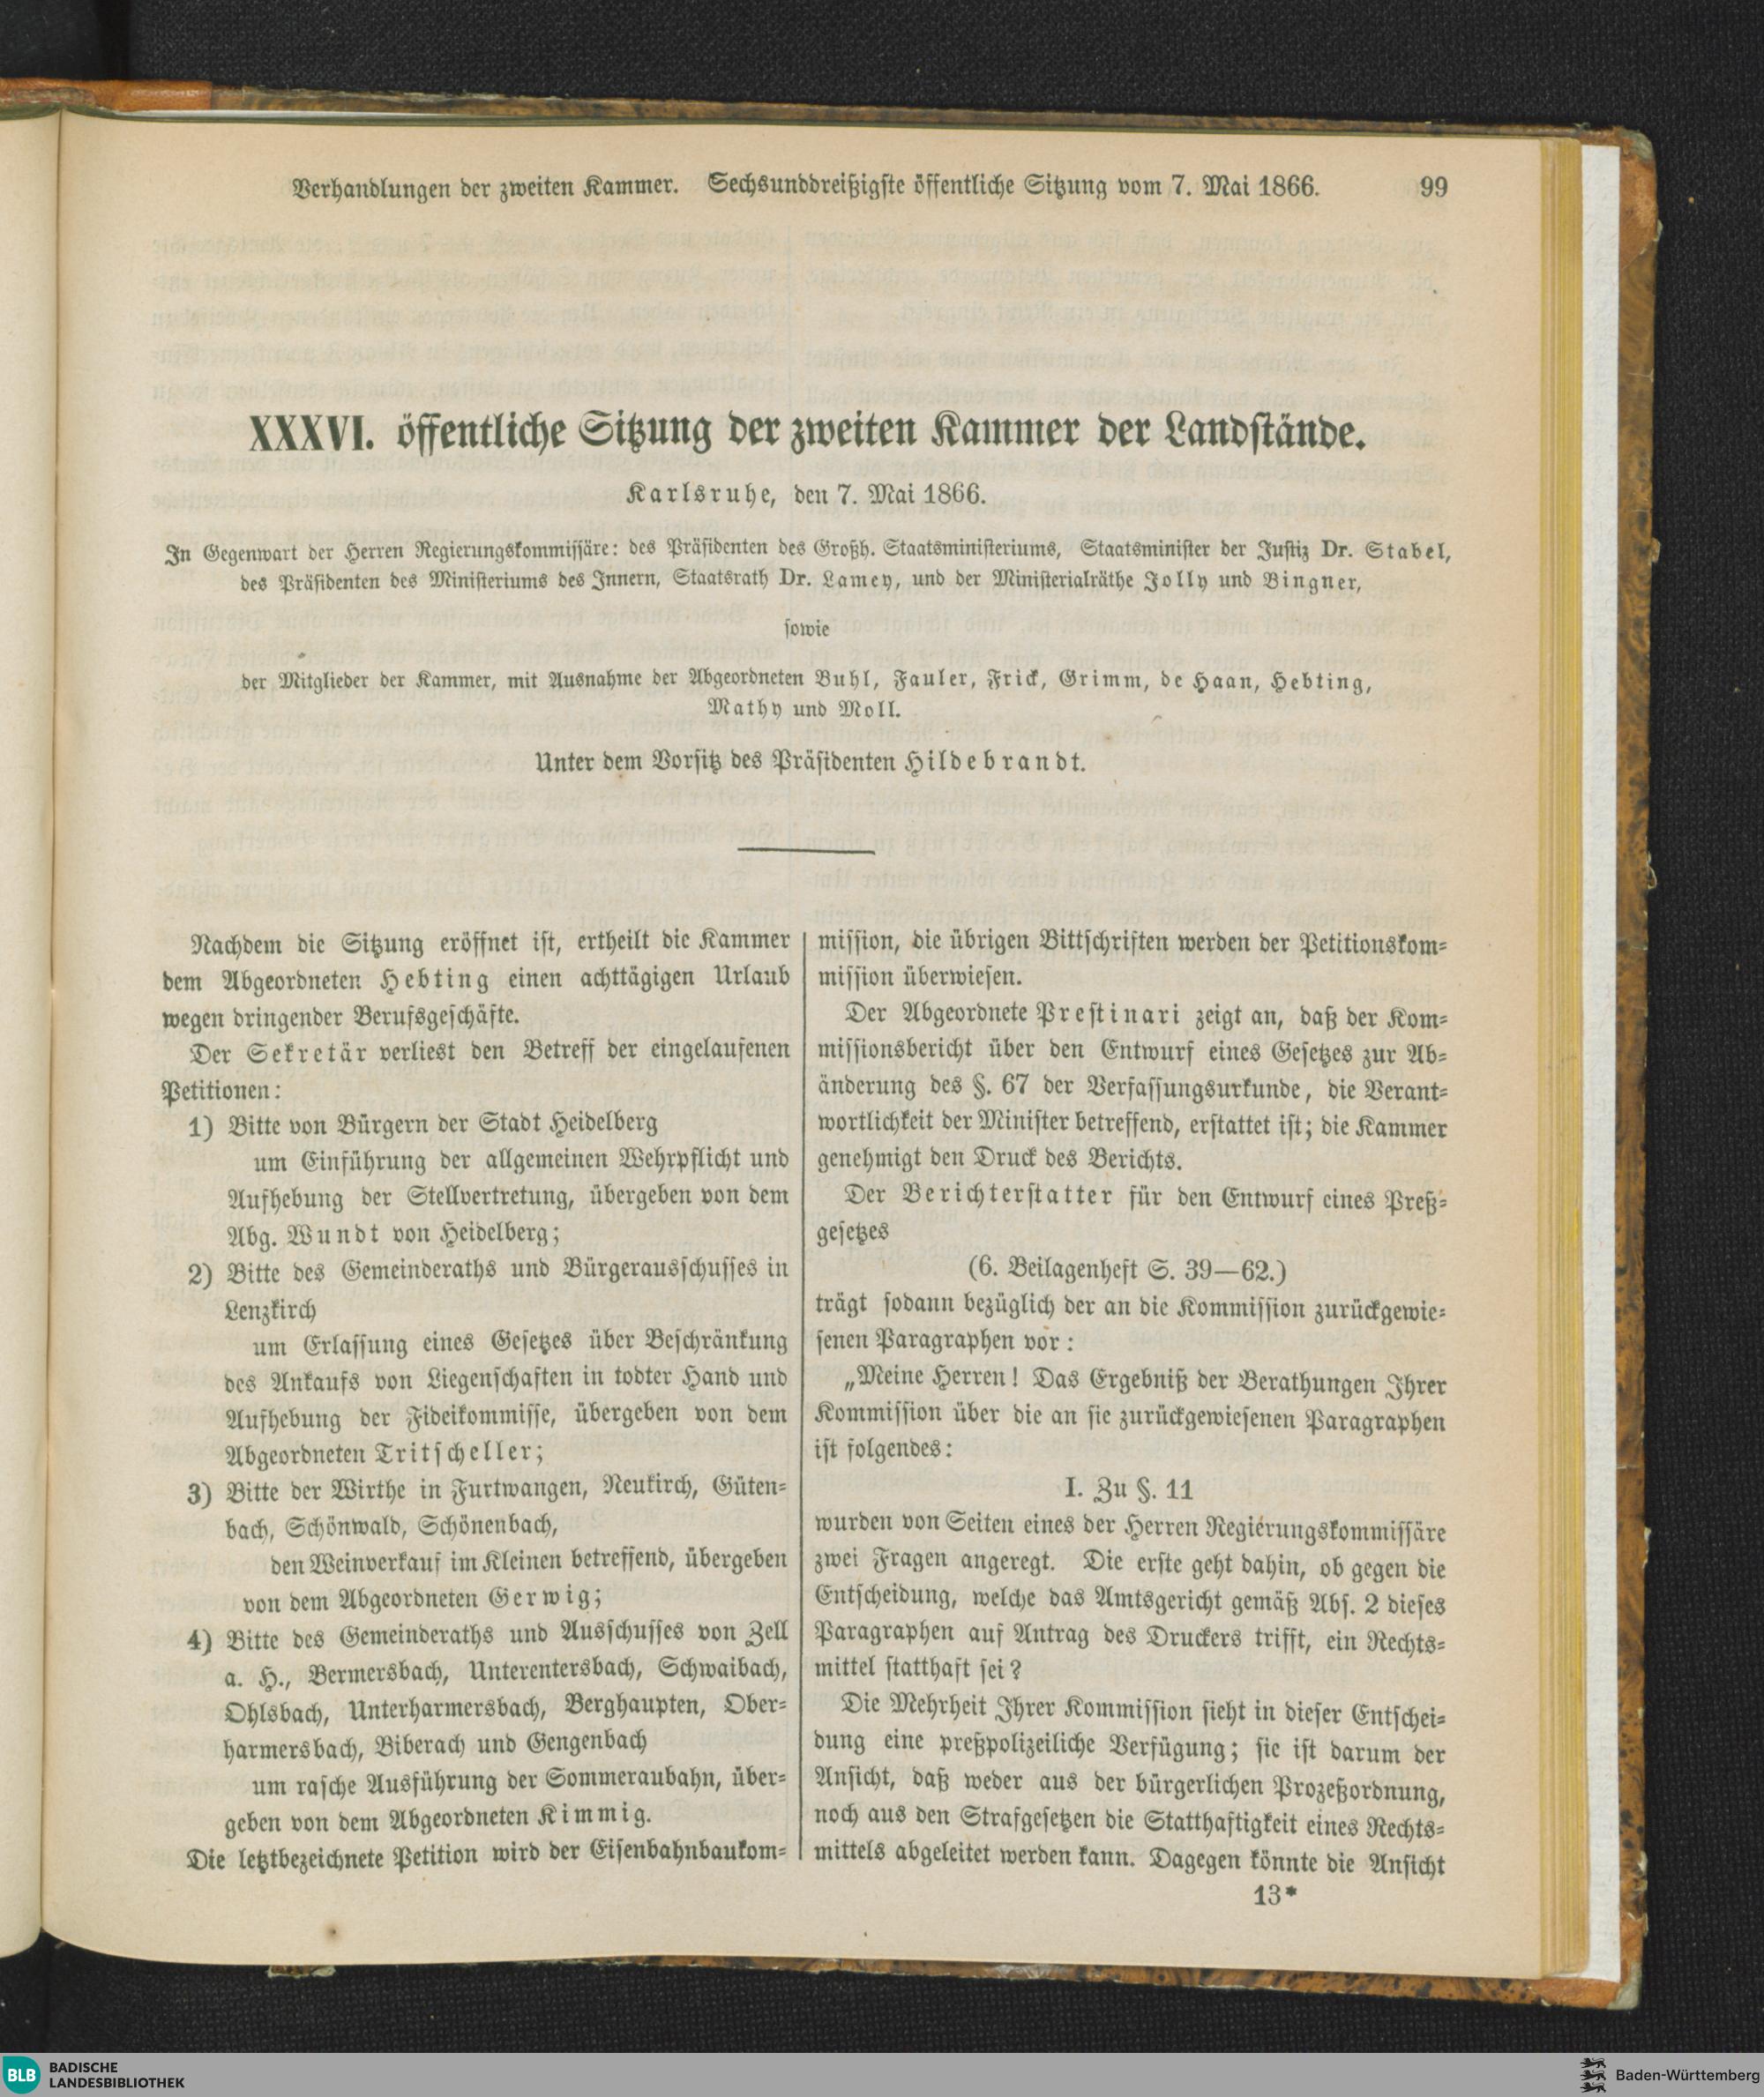 Verhandlungen der zweiten Kammer. Sechsunddreißigste öffentliche Sitzung vom 7. Mai 1866. 99
XXXVI. öffentliche Sitzung der zweiten Kammer der Landstände.
Karlsruhe, den 7. Mai 1866.
In Gegenwart der Herren Regierungskommissäre: des Präsidenten des Großh. Staatsministeriums, Staatsminister der Justiz Dr. Stabel,
des Präsidenten des Ministeriums des Innern, Staatsrath Dr. Lamey, und der Ministerialräthe Jolly und Bingner,
sowie
der Mitglieder der Kammer, mit Ausnahme der Abgeordneten Buhl, Fauler, Frick, Grimm, de Haan, Hebting,
Mathy und Moll.
Unter dem Vorsitz des Präsidenten Hildebrandt.
Nachdem die Sitzung eröffnet ist, ertheilt die Kammer
dem Abgeordneten Hebting einen achttägigen Urlaub
wegen dringender Berufsgeschäfte.
Der Sekretär verliest den Betreff der eingelaufenen
Petitionen:
1) Bitte von Bürgern der Stadt Heidelberg
um Einführung der allgemeinen Wehrpflicht und
Aufhebung der Stellvertretung, übergeben von dem
Abg. Wundt von Heidelberg;
2) Bitte des Gemeinderaths und Bürgerausschusses in
Lenzkirch
um Erlassung eines Gesetzes über Beschränkung
des Ankaufs von Liegenschaften in todter Hand und
Aufhebung der Fideikommisse, übergeben von dem
Abgeordneten Tritscheller;
3) Bitte der Wirthe in Furtwangen, Neukirch, Güten-
bach, Schönwald, Schönenbach,
den Weinverkauf im Kleinen betreffend, übergeben
von dem Abgeordneten Gerwig;
4) Bitte des Gemeinderaths und Ausschusses von Zell
a. H., Bermersbach, Unterentersbach, Schwaibach,
Ohlsbach, Unterharmersbach, Berghaupten, Ober-
harmersbach, Biberach und Gengenbach
um rasche Ausführung der Sommeraubahn, über-
geben von dem Abgeordneten Kimmig.
Die letztbezeichnete Petition wird der Eisenbahnbaukom-
mission, die übrigen Bittschriften werden der Petitionskom-
mission überwiesen.
Der Abgeordnete Prestinari zeigt an, daß der Kom-
missionsbericht über den Entwurf eines Gesetzes zur Ab-
änderung des §. 67 der Verfassungsurkunde, die Verant-
wortlichkeit der Minister betreffend, erstattet ist; die Kammer
genehmigt den Druck des Berichts.
Der Berichterstatter für den Entwurf eines Preß-
gesetzes
(6. Beilagenheft S. 39—62.)
trägt sodann bezüglich der an die Kommission zurückgewie-
senen Paragraphen vor:
„Meine Herren! Das Ergebniß der Berathungen Ihrer
Kommission über die an sie zurückgewiesenen Paragraphen
ist folgendes:
I. Zu §. 11
wurden von Seiten eines der Herren Regierungskommissäre
zwei Fragen angeregt. Die erste geht dahin, ob gegen die
Entscheidung, welche das Amtsgericht gemäß Abs. 2 dieses
Paragraphen auf Antrag des Druckers trifft, ein Rechts-
mittel statthaft sei?
Die Mehrheit Ihrer Kommission sieht in dieser Entschei-
dung eine preßpolizeiliche Verfügung; sie ist darum der
Ansicht, daß weder aus der bürgerlichen Prozeßordnung,
noch aus den Strafgesetzen die Statthaftigkeit eines Rechts-
mittels abgeleitet werden kann. Dagegen könnte die Ansicht
13*
BLB BADISCHE
LANDESBIBLIOTHEK
Baden-Württemberg